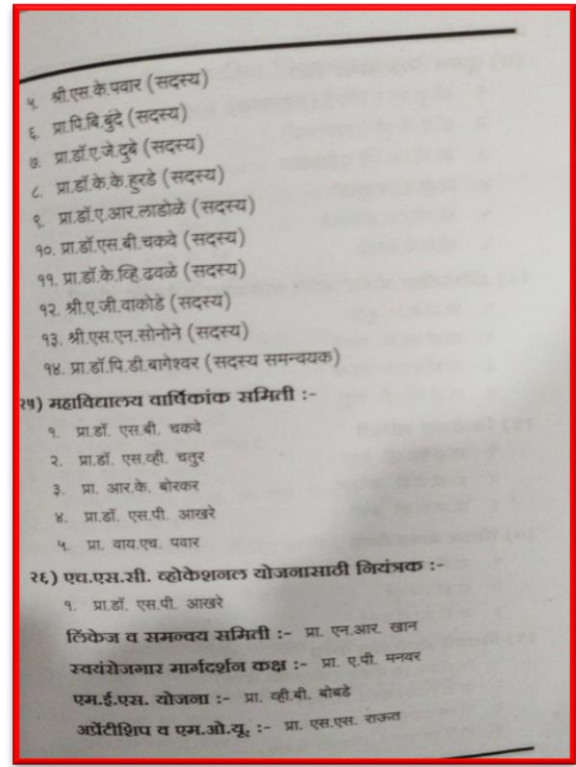 ५. श्री.एस.के.पवार (सदस्य)
६. प्रा.पि.बि.बुंदे (सदस्य)
७. प्रा.डॉ.ए.जे.दुबे (सदस्य)
८. प्रा.डॉ.के.के.हुरडे (सदस्य)
९. प्रा.डॉ.ए.आर.लाडोळे (सदस्य)
१०. प्रा.डॉ.एस.बी.चकवे (सदस्य)
११. प्रा.डॉ.के.व्हि.ढवळे (सदस्य)
१२. श्री.ए.जी.वाकोडे (सदस्य)
१३. श्री.एस.एन.सोनोने (सदस्य)
१४. प्रा.डॉ.पि.डी.बागेश्वर (सदस्य समन्वयक)
२५) महाविद्यालय वार्षिकांक समिती :-
१. प्रा.डॉ. एस.बी. चकवे
२. प्रा.डॉ. एस.व्ही. चतुर
३. प्रा. आर.के. बोरकर
४. प्रा.डॉ. एस.पी. आखरे
५. प्रा. वाय.एच. पवार
२६) एच.एस.सी. व्होकेशनल योजनासाठी नियंत्रक :-
१. प्रा.डॉ. एस.पी. आखरे
लिंकेज व समन्वय समिती :- प्रा. एन.आर. खान
स्वयंरोजगार मार्गदर्शन कक्ष :- प्रा. ए.पी. मनवर
एम.ई.एस. योजना :- प्रा. व्ही.बी. बोबडे
अप्रेंटीशिप व एम.ओ.यू. :- प्रा. एस.एस. राऊत